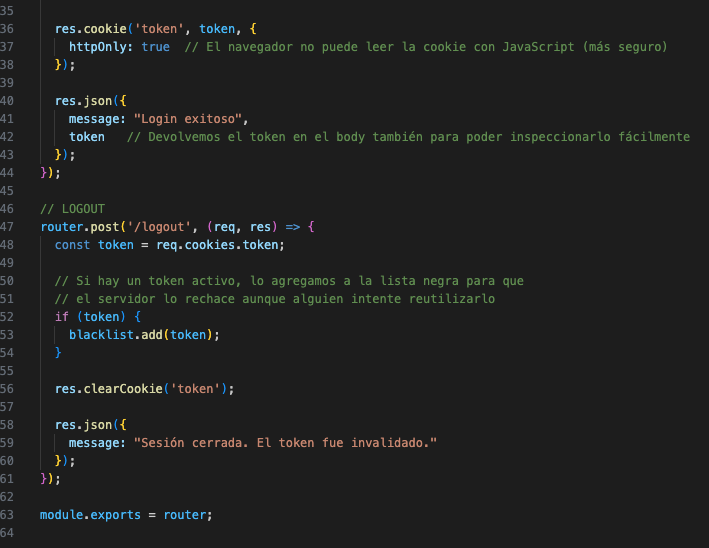 35
36 res.cookie('token', token, {
37 httpOnly: true // El navegador no puede leer la cookie con JavaScript (más seguro)
38 });
39
40 res.json({
41 message: "Login exitoso",
42 token // Devolvemos el token en el body también para poder inspeccionarlo fácilmente
43 });
44 });
45
46 // LOGOUT
47 router.post('/logout', (req, res) => {
48 const token = req.cookies.token;
49
50 // Si hay un token activo, lo agregamos a la lista negra para que
51 // el servidor lo rechace aunque alguien intente reutilizarlo
52 if (token) {
53 blacklist.add(token);
54 }
55
56 res.clearCookie('token');
57
58 res.json({
59 message: "Sesión cerrada. El token fue invalidado."
60 });
61 });
62
63 module.exports = router;
64